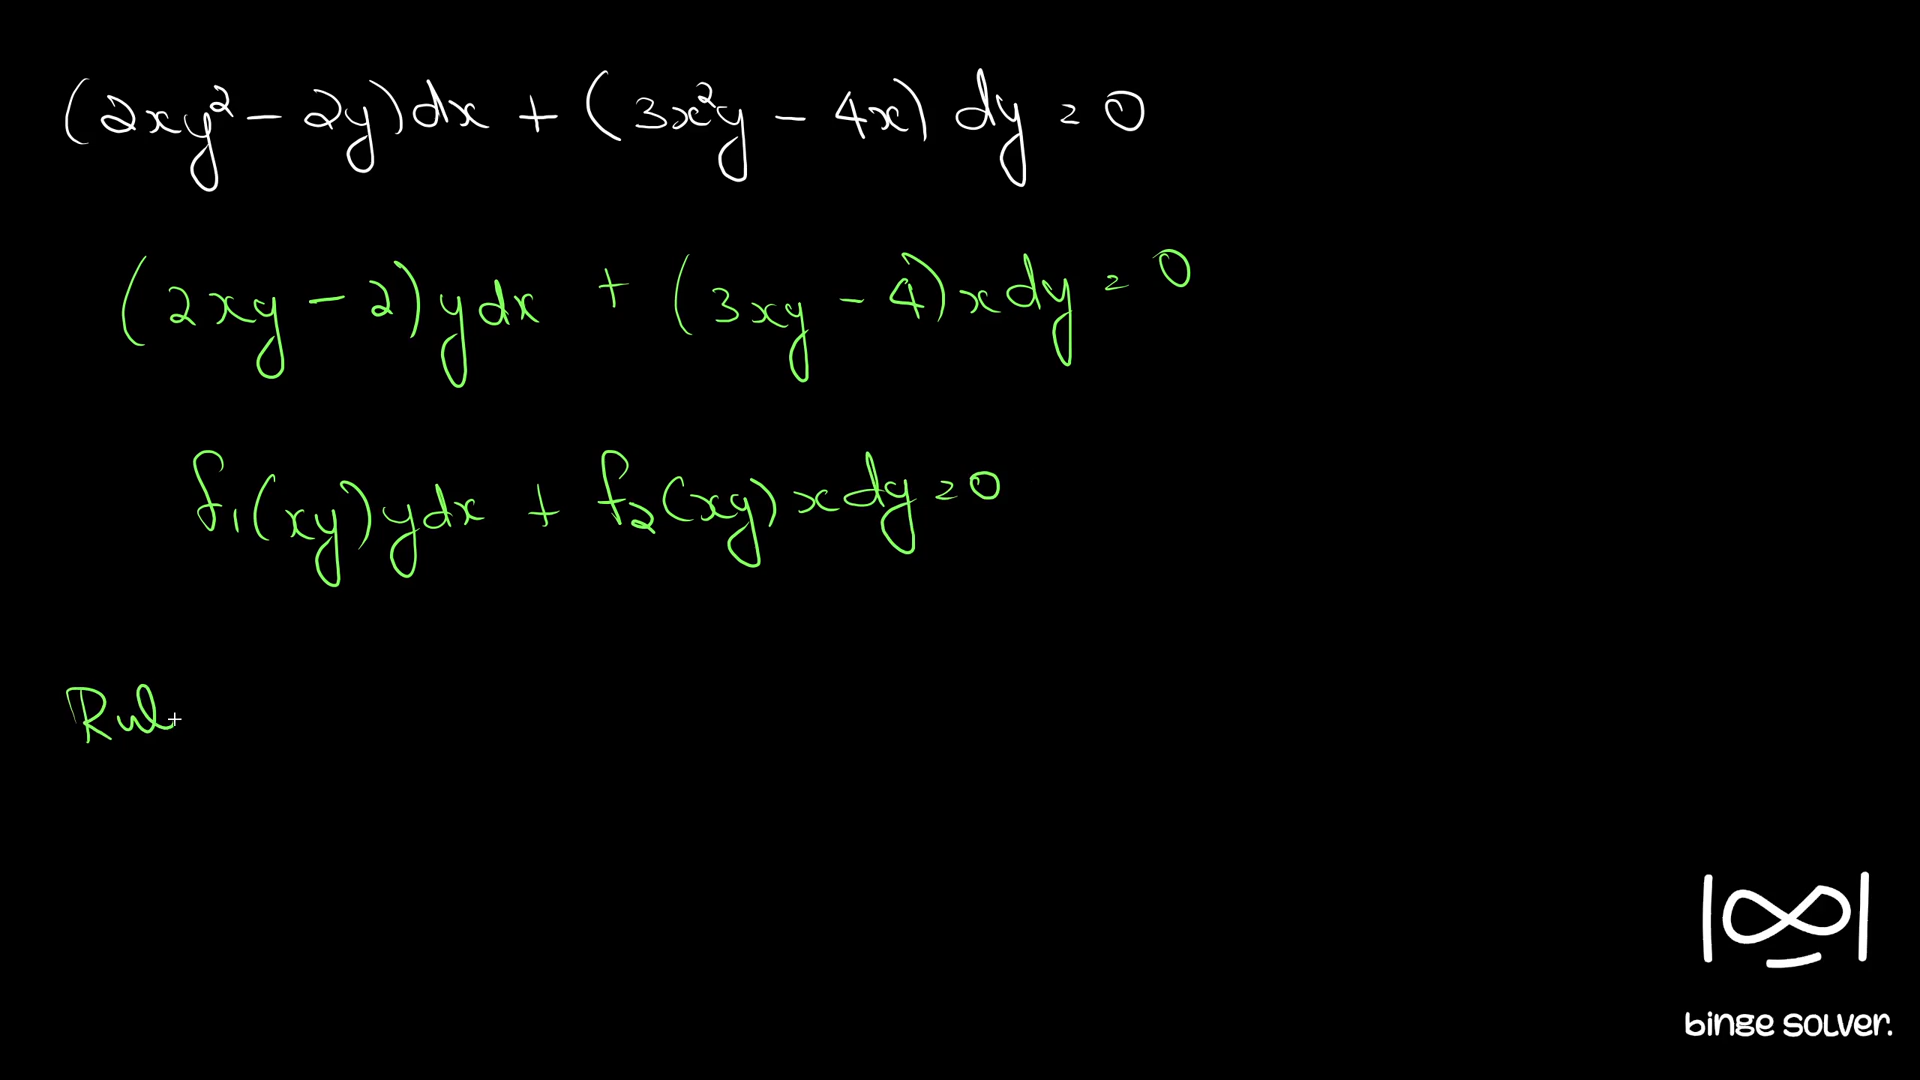 (2xy² - 2y)dx + (3x²y - 4x) dy = 0
(2xy - 2) ydx + (3xy - 4) xdy = 0
f₁(xy) ydx + f₂(xy) xdy = 0
Rul
binge solver.